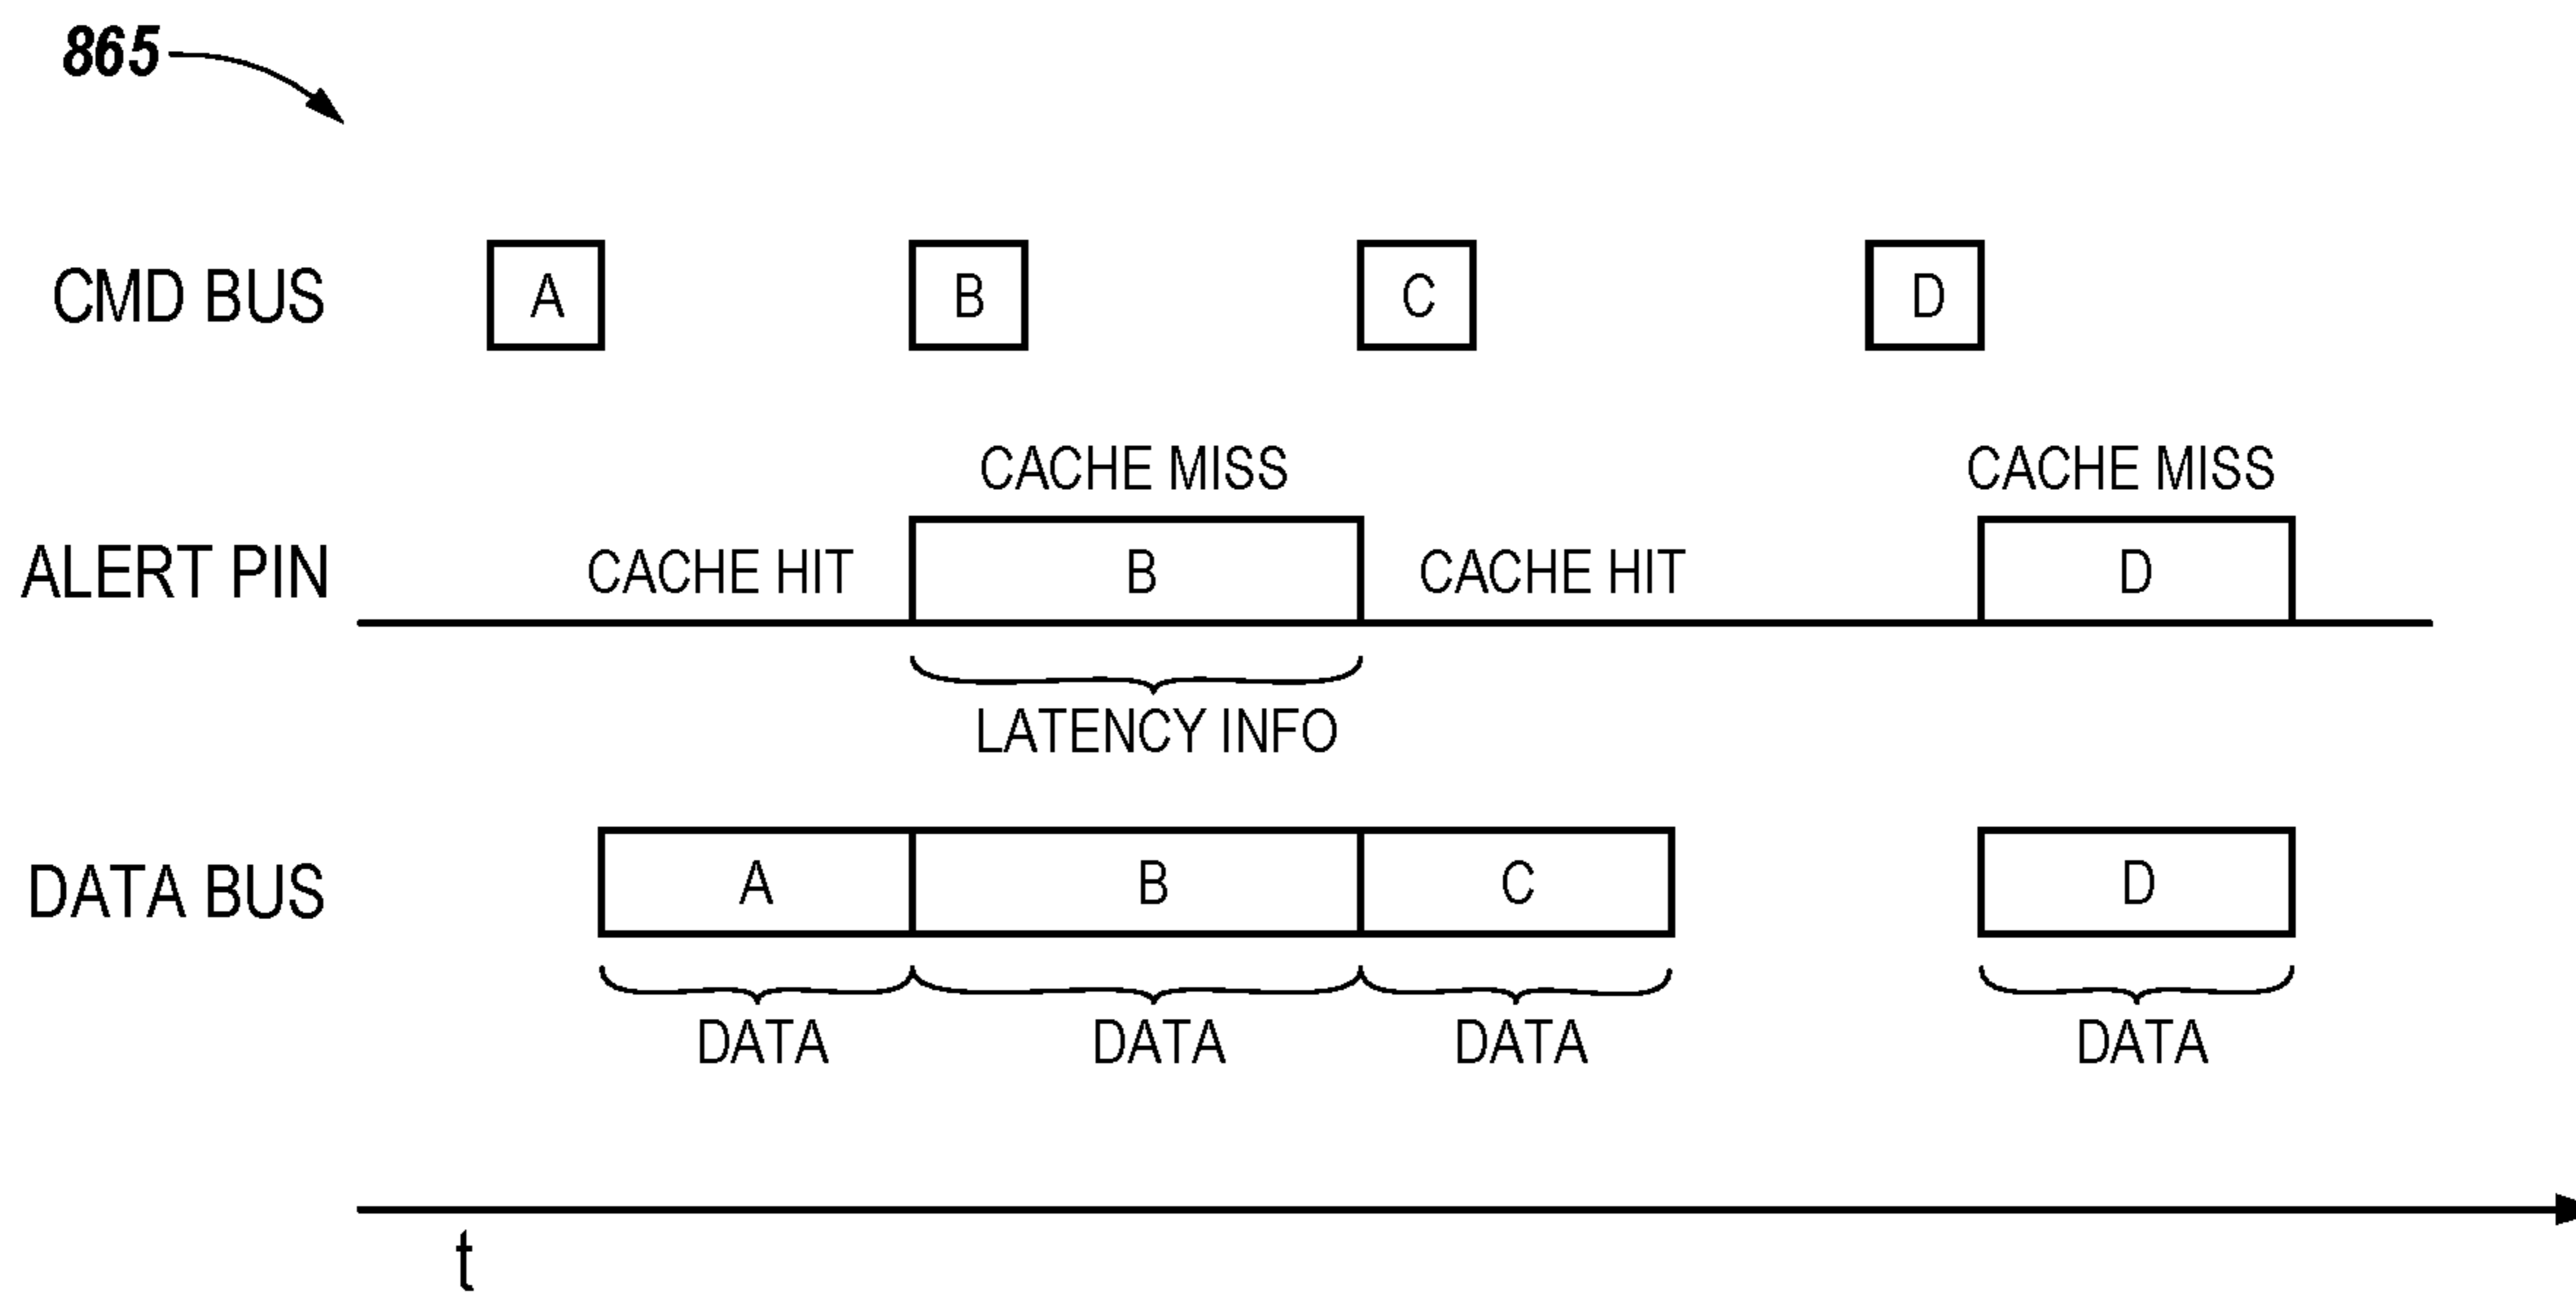 865
CMD BUS A B C D
CACHE MISS CACHE MISS
ALERT PIN CACHE HIT B CACHE HIT D
LATENCY INFO
DATA BUS A B C D
DATA DATA DATA DATA
t